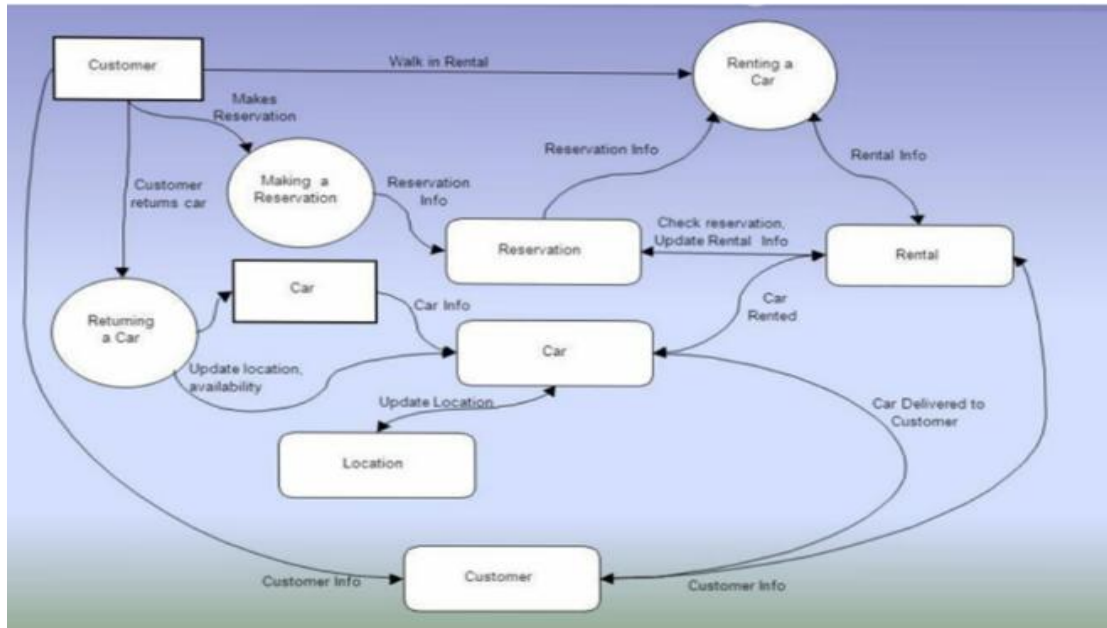 Customer
Walk in Rental
Renting a
Car
Makes
Reservation
Reservation Info
Rental Info
Making a
Reservation
Reservation
Info
Customer
returns car
Check reservation,
Update Rental Info
Reservation
Rental
Car
Car Info
Car
Rented
Returning
a Car
Car
Update location,
availability
Update Location
Car Delivered to
Customer
Location
Customer
Customer Info
Customer Info